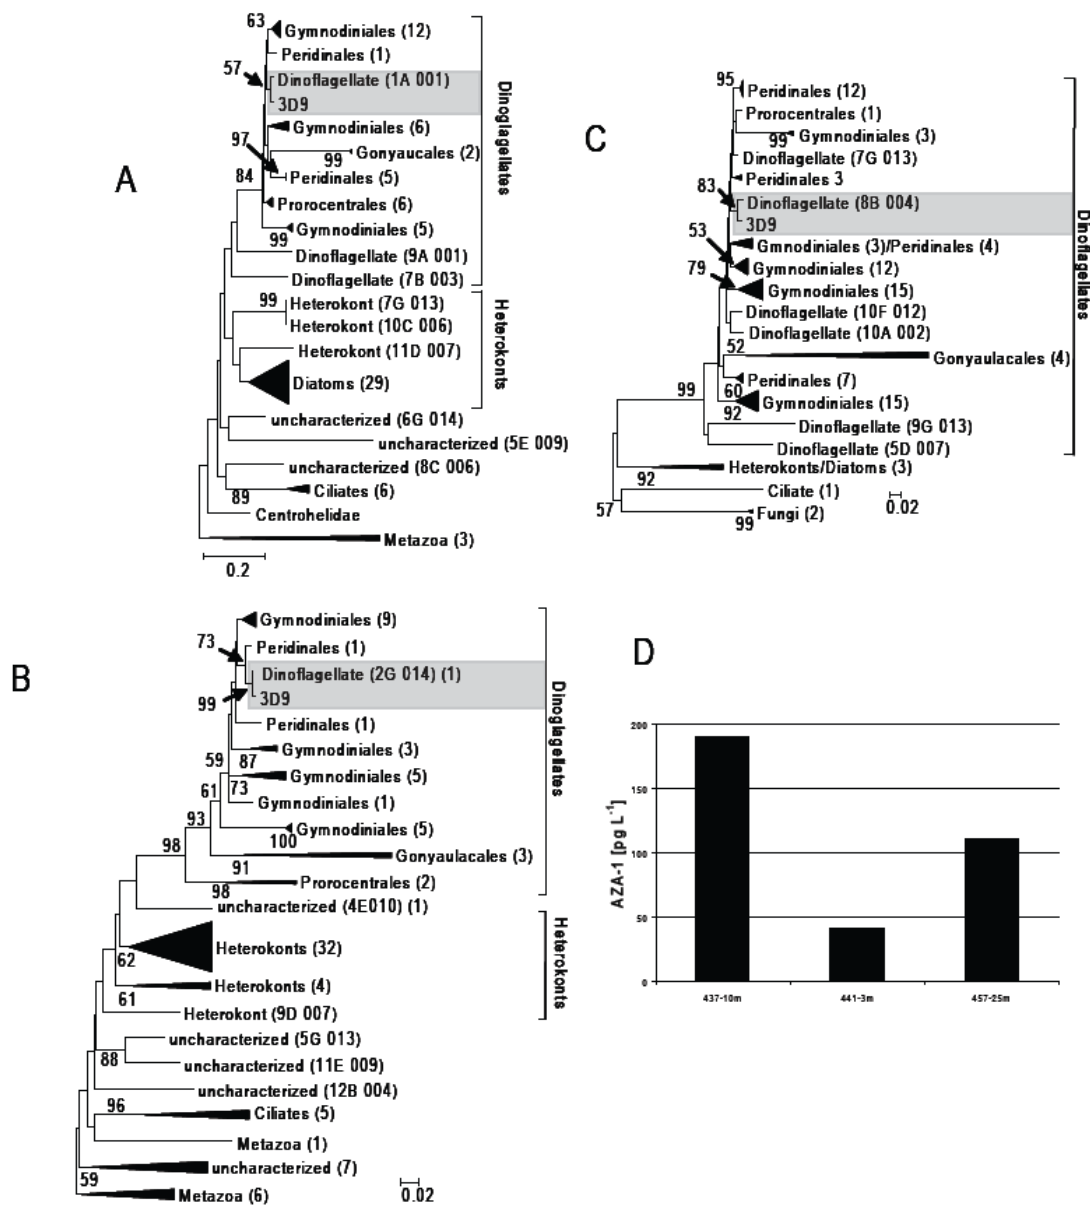 A
63
Gymnodiniales (12)
Peridinales (1)
57
Dinoflagellate (1A 001)
3D9
Gymnodiniales (6)
97
Gonyaucales (2)
99
Peridinales (5)
84
Prorocentrales (6)
Gymnodiniales (5)
99
Dinoflagellate (9A 001)
Dinoflagellate (7B 003)
Dinoglagellates
99
Heterokont (7G 013)
Heterokont (10C 006)
Heterokont (11D 007)
Diatoms (29)
Heterokonts
uncharacterized (6G 014)
uncharacterized (5E 009)
uncharacterized (8C 006)
89
Ciliates (6)
Centrohelidae
Metazoa (3)
0.2
C
95
Peridinales (12)
Prorocentrales (1)
99
Gymnodiniales (3)
Dinoflagellate (7G 013)
Peridinales 3
83
Dinoflagellate (8B 004)
3D9
53
Gmnodiniales (3)/Peridinales (4)
Gymnodiniales (12)
79
Gymnodiniales (15)
Dinoflagellate (10F 012)
Dinoflagellate (10A 002)
52
Gonyaulacales (4)
Peridinales (7)
99
60
Gymnodiniales (15)
92
Dinoflagellate (9G 013)
Dinoflagellate (5D 007)
Dinoflagellates
Heterokonts/Diatoms (3)
92
Ciliate (1)
57
Fungi (2)
99
0.02
B
Gymnodiniales (9)
73
Peridinales (1)
Dinoflagellate (2G 014) (1)
3D9
99
Peridinales (1)
Gymnodiniales (3)
59
87
Gymnodiniales (5)
61
73
Gymnodiniales (1)
93
Gymnodiniales (5)
100
98
Gonyaulacales (3)
91
Prorocentrales (2)
98
Dinoglagellates
uncharacterized (4E010) (1)
Heterokonts (32)
62
Heterokonts (4)
61
Heterokont (9D 007)
Heterokonts
uncharacterized (5G 013)
88
uncharacterized (11E 009)
uncharacterized (12B 004)
96
Ciliates (5)
Metazoa (1)
uncharacterized (7)
59
Metazoa (6)
0.02
D
AZA-1 [pg L-1]
200
150
100
50
0
437-10m
441-3m
457-25m